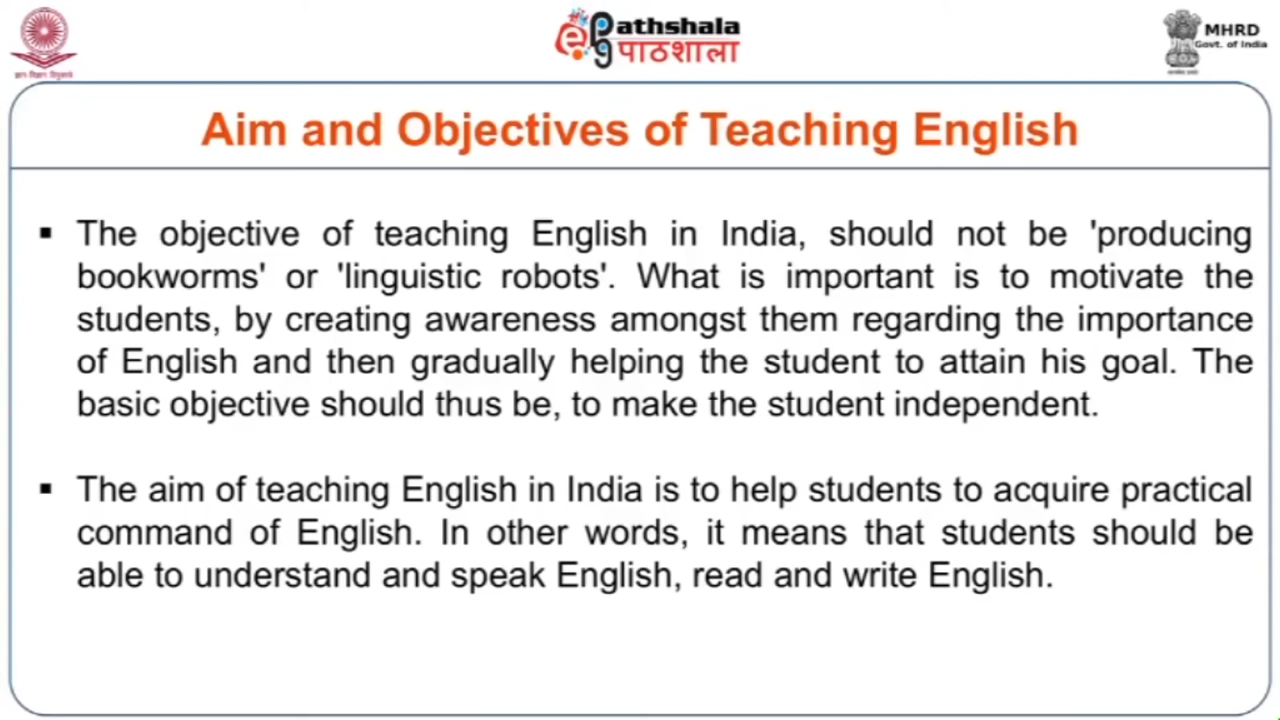 ज्ञान-विज्ञान विमुक्तये
ePathshala
पाठशाला
MHRD
Govt. of India
Aim and Objectives of Teaching English
▪ The objective of teaching English in India, should not be 'producing
bookworms' or 'linguistic robots'. What is important is to motivate the
students, by creating awareness amongst them regarding the importance
of English and then gradually helping the student to attain his goal. The
basic objective should thus be, to make the student independent.
▪ The aim of teaching English in India is to help students to acquire practical
command of English. In other words, it means that students should be
able to understand and speak English, read and write English.